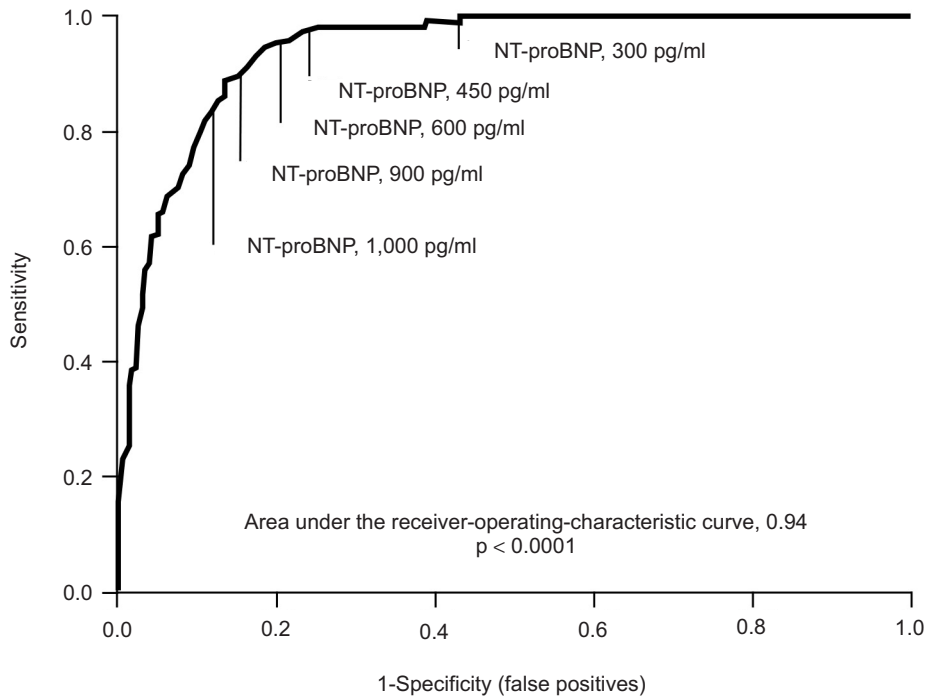 1.0
NT-proBNP, 300 pg/ml
NT-proBNP, 450 pg/ml
NT-proBNP, 600 pg/ml
0.8
NT-proBNP, 900 pg/ml
NT-proBNP, 1,000 pg/ml
0.6
Sensitivity
0.4
0.2
Area under the receiver-operating-characteristic curve, 0.94
p < 0.0001
0.0
0.0 0.2 0.4 0.6 0.8 1.0
1-Specificity (false positives)